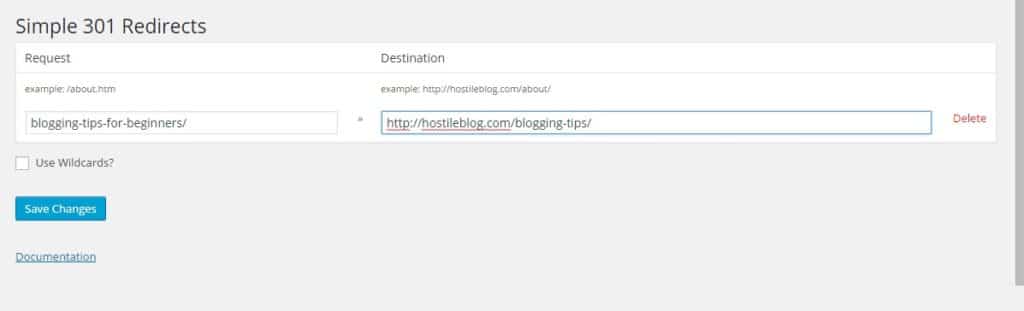 Simple 301 Redirects
Request Destination
example: /about.htm example: http://hostileblog.com/about/
blogging-tips-for-beginners/ » http://hostileblog.com/blogging-tips/ Delete
Use Wildcards?
Save Changes
Documentation